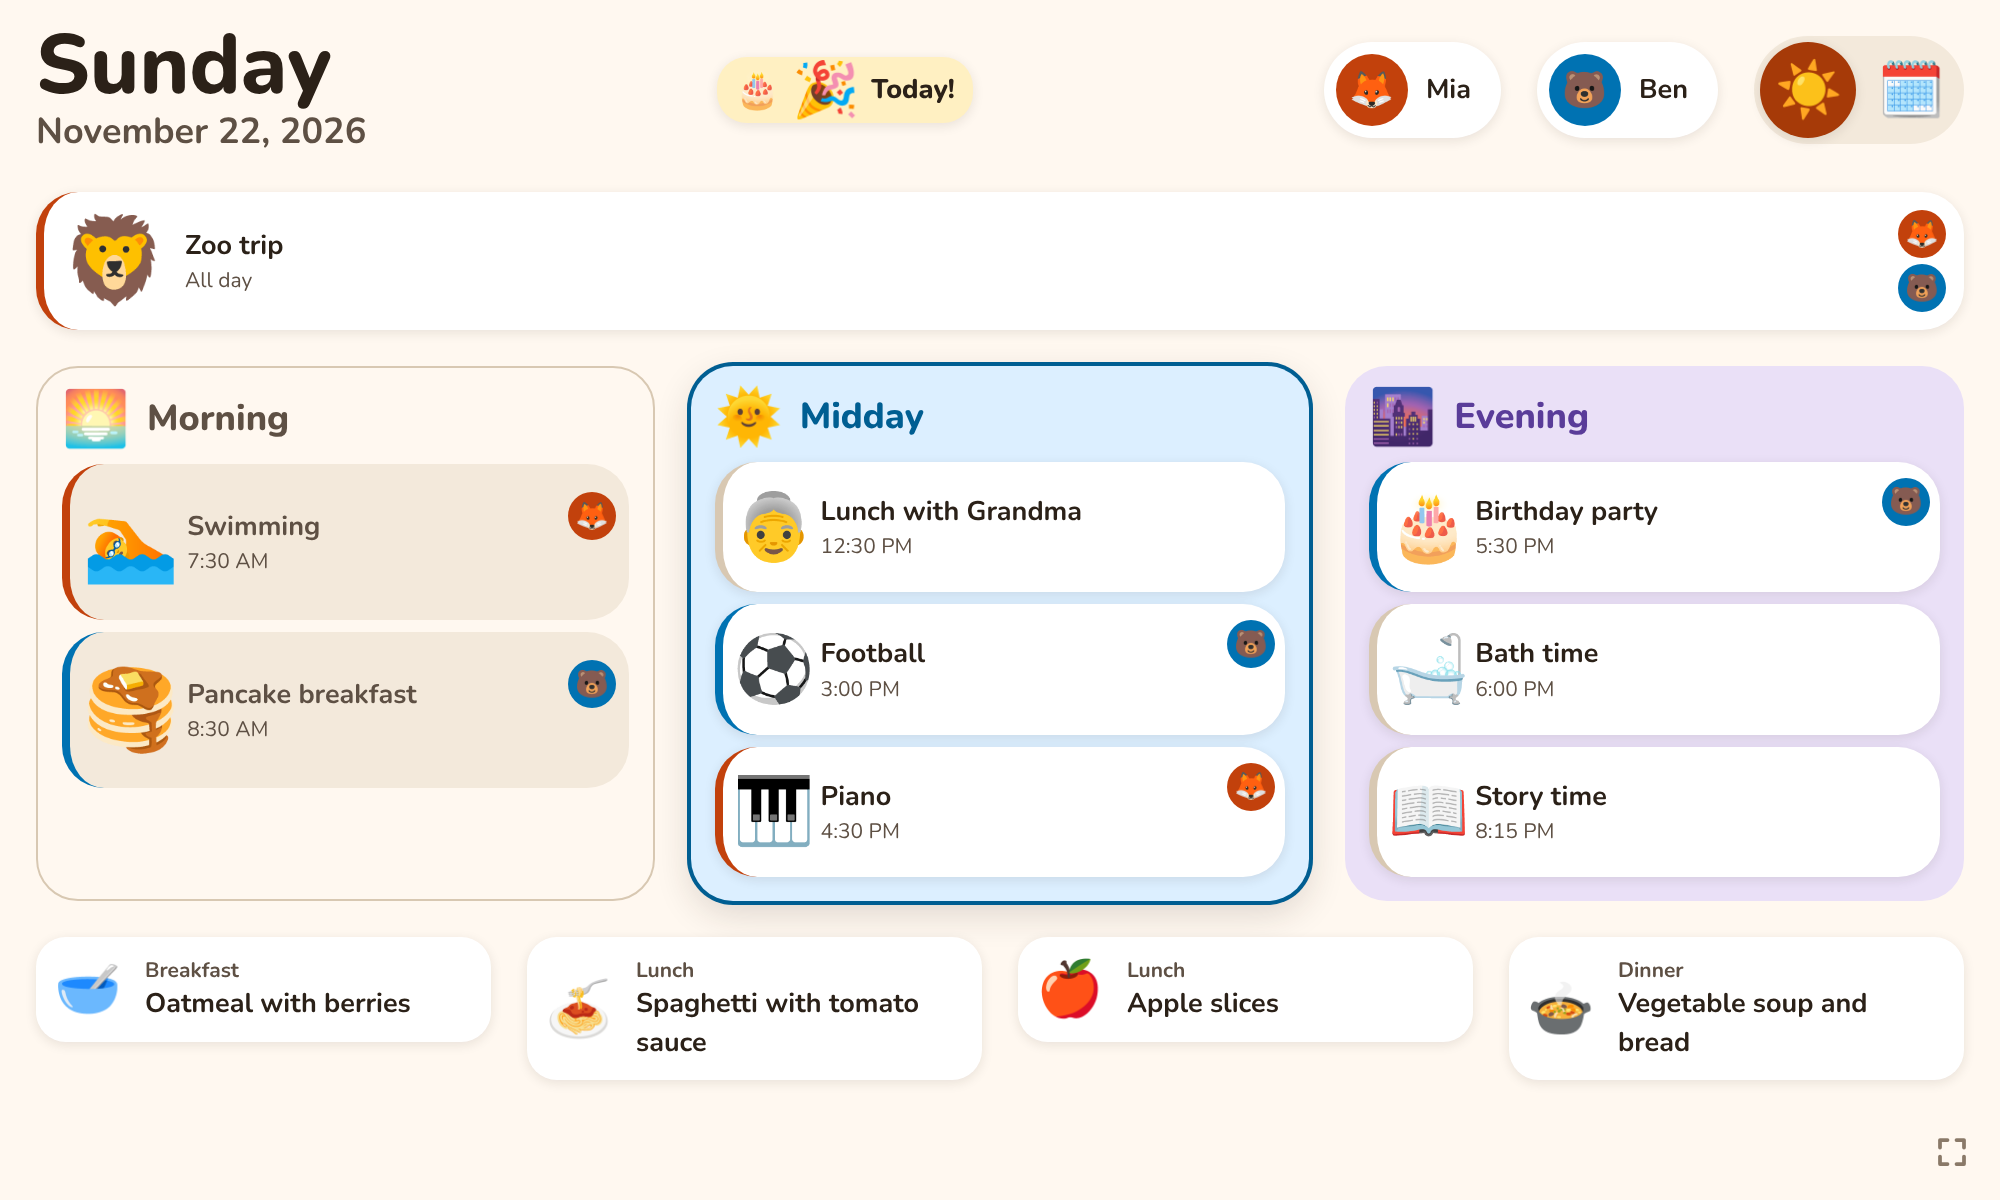 Sunday
November 22, 2026
Today!
Mia
Ben
Zoo trip
All day
Morning
Swimming
7:30 AM
Pancake breakfast
8:30 AM
Midday
Lunch with Grandma
12:30 PM
Football
3:00 PM
Piano
4:30 PM
Evening
Birthday party
5:30 PM
Bath time
6:00 PM
Story time
8:15 PM
Breakfast
Oatmeal with berries
Lunch
Spaghetti with tomato
sauce
Lunch
Apple slices
Dinner
Vegetable soup and
bread